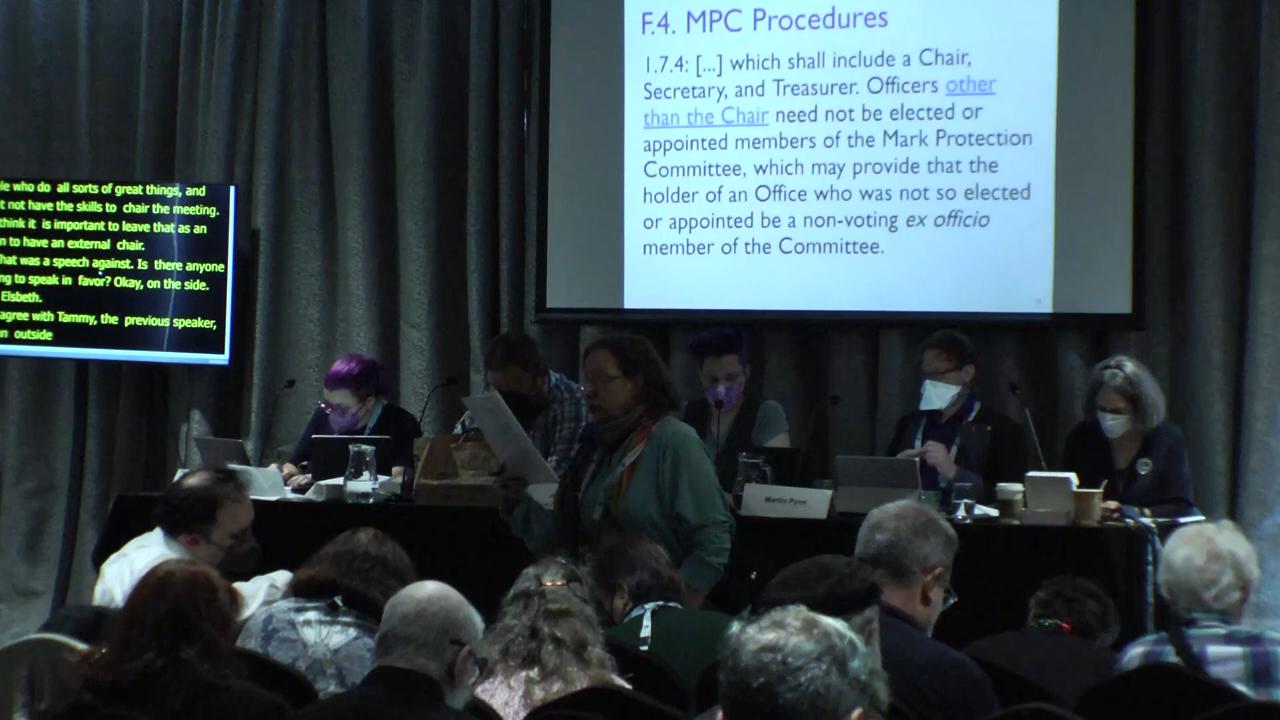 F.4. MPC Procedures
1.7.4: [...] which shall include a Chair,
Secretary, and Treasurer. Officers other
than the Chair need not be elected or
appointed members of the Mark Protection
Committee, which may provide that the
holder of an Office who was not so elected
or appointed be a non-voting ex officio
member of the Committee.
le who do all sorts of great things, and
t not have the skills to chair the meeting.
think it is important to leave that as an
n to have an external chair.
hat was a speech against. Is there anyone
ng to speak in favor? Okay, on the side.
Elsbeth.
agree with Tammy, the previous speaker,
n outside
Martin Pyne